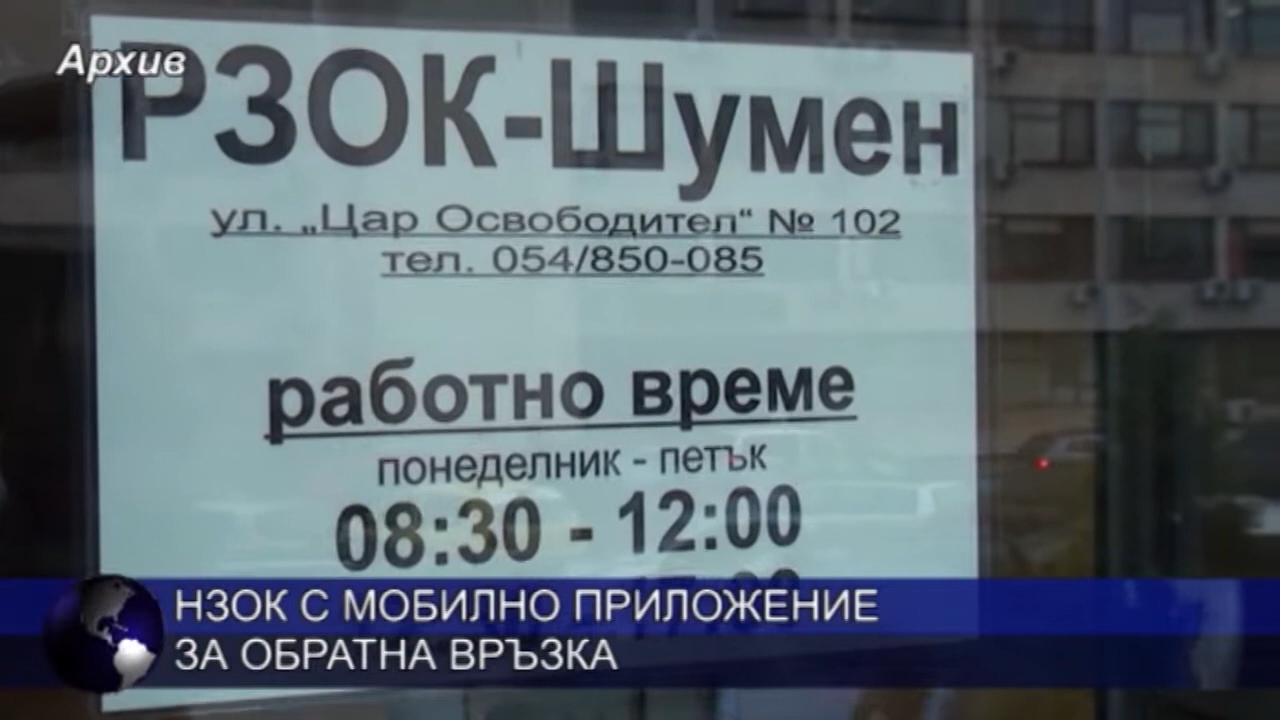 Архив
РЗОК-Шумен
ул. „Цар Освободител“ № 102
тел. 054/850-085
работно време
понеделник - петък
08:30 - 12:00
НЗОК С МОБИЛНО ПРИЛОЖЕНИЕ
ЗА ОБРАТНА ВРЪЗКА